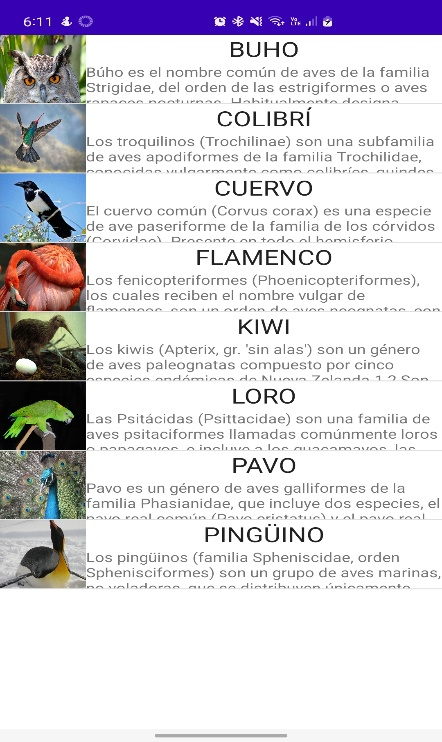 6:11
BUHO
Búho es el nombre común de aves de la familia
Strigidae, del orden de las estrigiformes o aves
rapaces nocturnas. Habitualmente designa
COLIBRÍ
Los troquilinos (Trochilinae) son una subfamilia
de aves apodiformes de la familia Trochilidae,
conocidas vulgarmente como colibríes, quindes
CUERVO
El cuervo común (Corvus corax) es una especie
de ave paseriforme de la familia de los córvidos
(Corvidae). Presente en todo el hemisferio
FLAMENCO
Los fenicopteriformes (Phoenicopteriformes),
los cuales reciben el nombre vulgar de
flamencos, son un orden de aves neognatas, con
KIWI
Los kiwis (Apterix, gr. 'sin alas') son un género
de aves paleognatas compuesto por cinco
especies endémicas de Nueva Zelanda.1 2 Son
LORO
Las Psitácidas (Psittacidae) son una familia de
aves psitaciformes llamadas comúnmente loros
o papagayos, e incluye a los guacamayos, las
PAVO
Pavo es un género de aves galliformes de la
familia Phasianidae, que incluye dos especies, el
pavo real común (Pavo cristatus) y el pavo real
PINGÜINO
Los pingüinos (familia Spheniscidae, orden
Sphenisciformes) son un grupo de aves marinas,
no voladoras, que se distribuyen únicamente